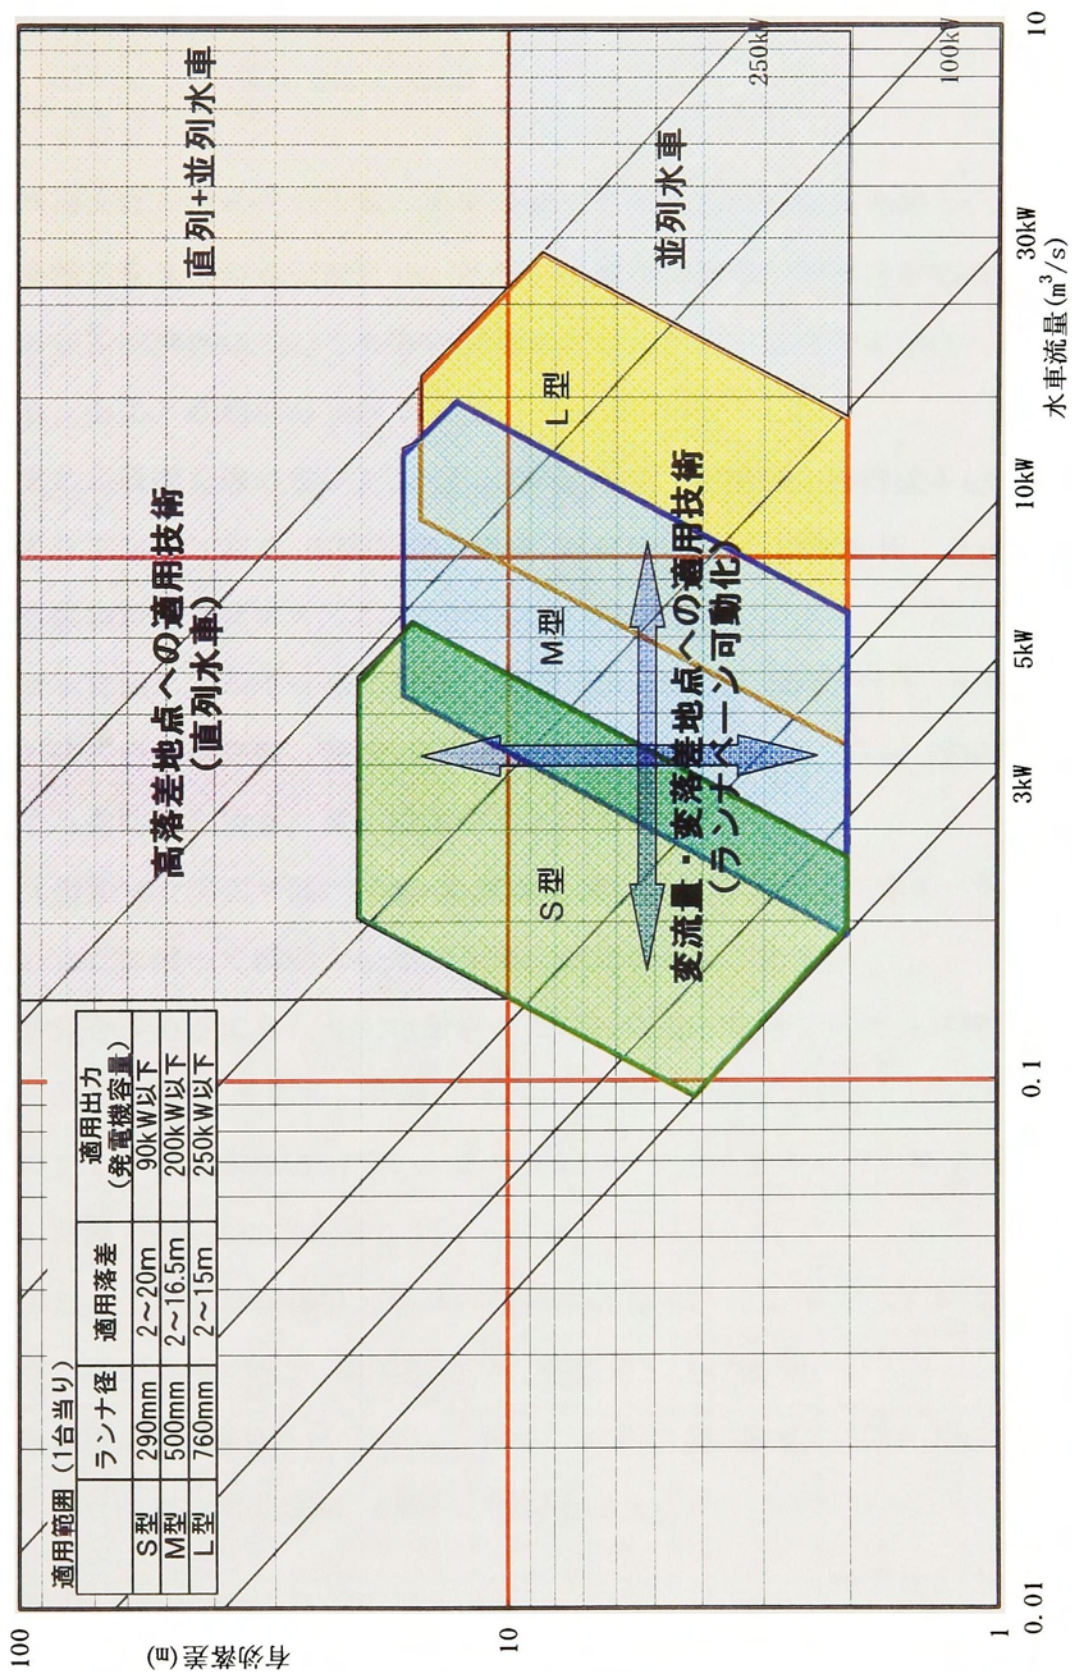 適用範囲 (1台当り)
ランナ径 適用落差 適用出力
(発電機容量)
S型 290mm 2～20m 90kW以下
M型 500mm 2～16.5m 200kW以下
L型 760mm 2～15m 250kW以下
高落差地点への適用技術
(直列水車)
直列+並列水車
並列水車
S型
M型
L型
変流量・変落差地点への適用技術
(ランナベーン可動化)
250kW
100kW
30kW
10kW
5kW
3kW
有効落差(m)
100
10
1
0.01
0.1
10
水車流量(m³/s)